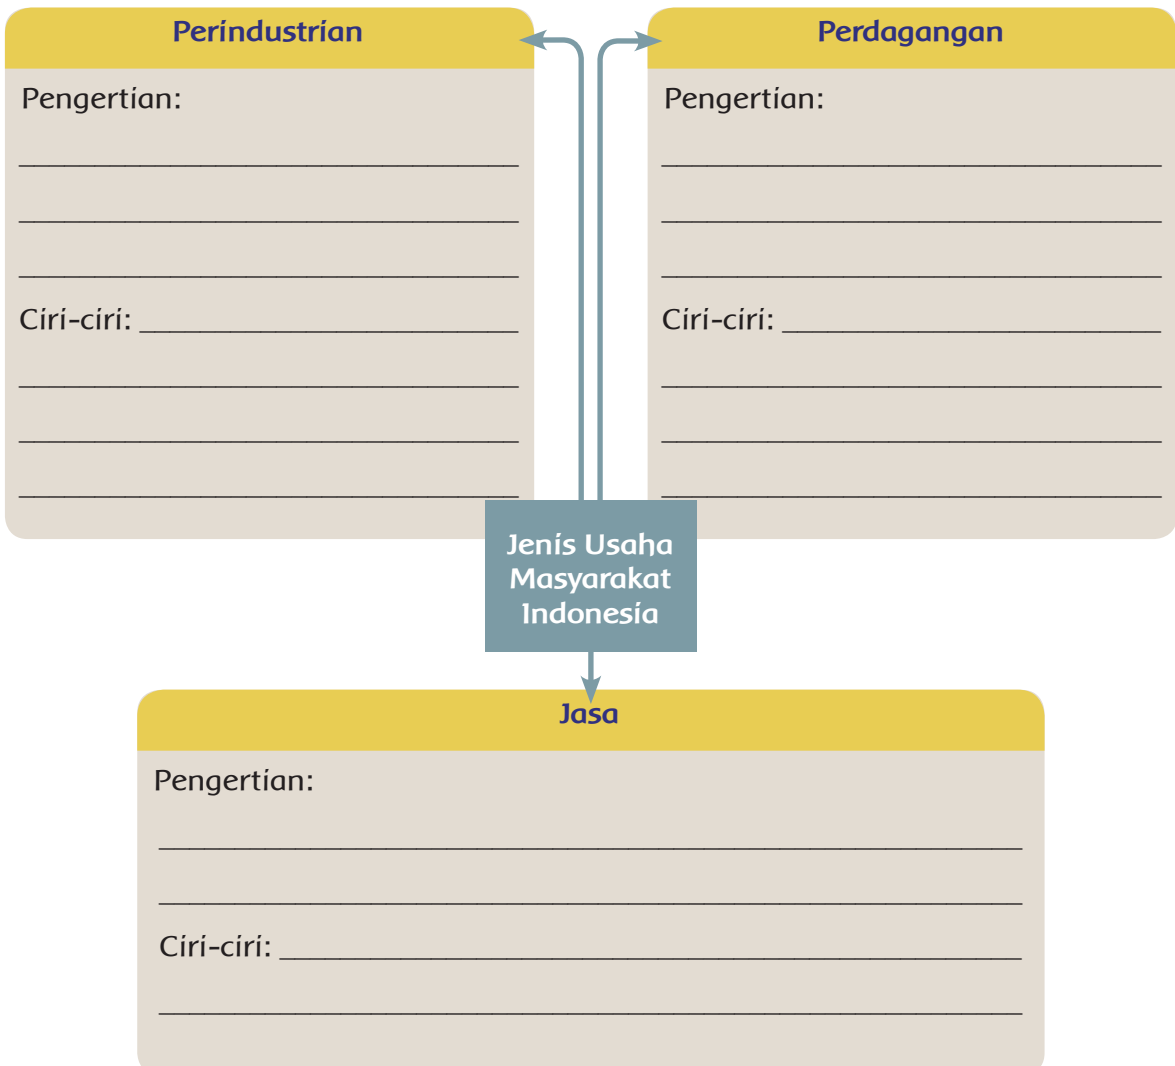 Perindustrian
Pengertian:
Ciri-ciri:
Perdagangan
Pengertian:
Ciri-ciri:
Jenis Usaha
Masyarakat
Indonesia
Jasa
Pengertian:
Ciri-ciri: